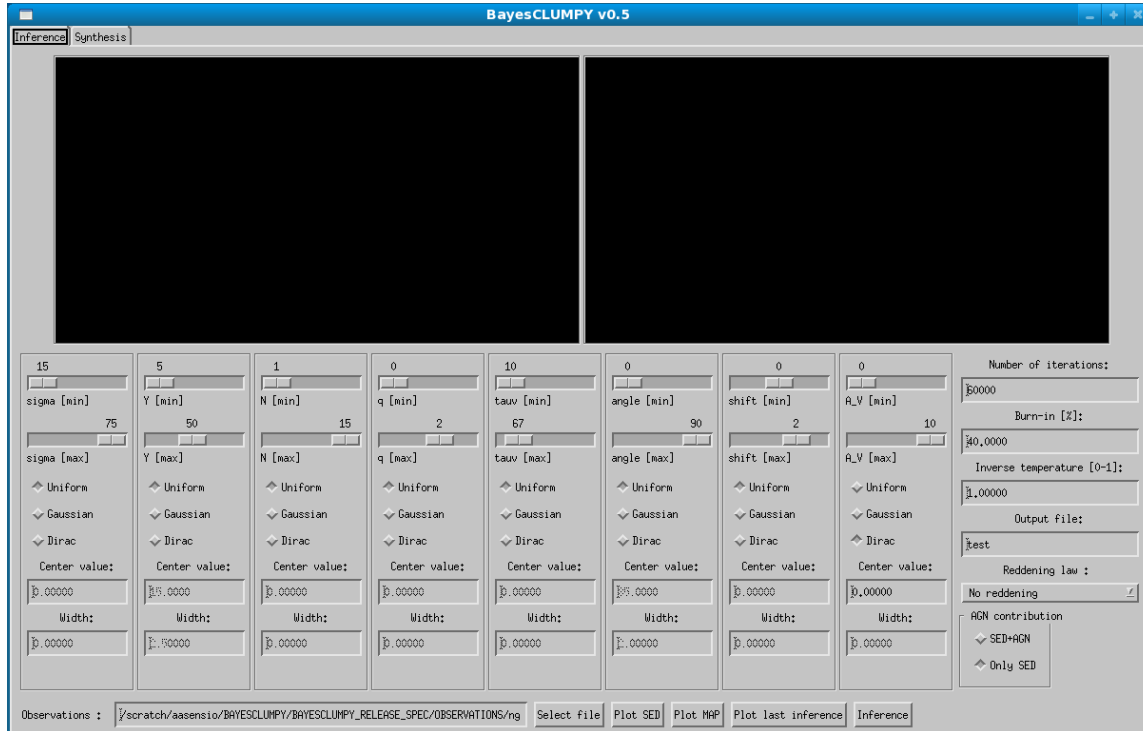 BayesCLUMPY v0.5
Inference Synthesis
15 5 1 0 10 0 0 0
sigma [min] Y [min] N [min] q [min] tauv [min] angle [min] shift [min] A_V [min]
75 50 15 2 67 90 2 10
sigma [max] Y [max] N [max] q [max] tauv [max] angle [max] shift [max] A_V [max]
Uniform Uniform Uniform Uniform Uniform Uniform Uniform Uniform
Gaussian Gaussian Gaussian Gaussian Gaussian Gaussian Gaussian Gaussian
Dirac Dirac Dirac Dirac Dirac Dirac Dirac Dirac
Center value: Center value: Center value: Center value: Center value: Center value: Center value: Center value:
0.00000 15.0000 0.00000 0.00000 0.00000 0.00000 0.00000
Width: Width: Width: Width: Width: Width: Width: Width:
0.00000 0.00000 0.00000 0.00000 0.00000 0.00000
Number of iterations:
60000
Burn-in [%]:
40.0000
Inverse temperature [0-1]:
1.00000
Output file:
test
Reddening law :
No reddening
AGN contribution
SED+AGN
Only SED
Observations : /scratch/aasensio/BAYESCLUMPY/BAYESCLUMPY_RELEASE_SPEC/OBSERVATIONS/ng Select file Plot SED Plot MAP Plot last inference Inference